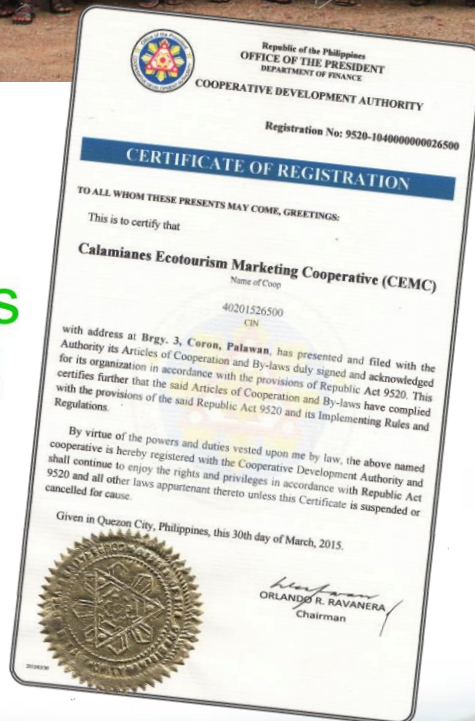 Republic of the Philippines
OFFICE OF THE PRESIDENT
DEPARTMENT OF FINANCE
COOPERATIVE DEVELOPMENT AUTHORITY
Registration No: 9520-1040000000026500
CERTIFICATE OF REGISTRATION
TO ALL WHOM THESE PRESENTS MAY COME, GREETINGS:
This is to certify that
Calamianes Ecotourism Marketing Cooperative (CEMC)
Name of Coop
40201526500
CIN
with address at Brgy. 3, Coron, Palawan, has presented and filed with the
Authority its Articles of Cooperation and By-laws duly signed and acknowledged
for its organization in accordance with the provisions of Republic Act 9520. This
certifies further that the said Articles of Cooperation and By-laws have complied
with the provisions of the said Republic Act 9520 and its Implementing Rules and
Regulations.
By virtue of the powers and duties vested upon me by law, the above named
cooperative is hereby registered with the Cooperative Development Authority and
shall continue to enjoy the rights and privileges in accordance with Republic Act
9520 and all other laws appurtenant thereto unless this Certificate is suspended or
cancelled for cause.
Given in Quezon City, Philippines, this 30th day of March, 2015.
ORLANDO R. RAVANERA
Chairman
s